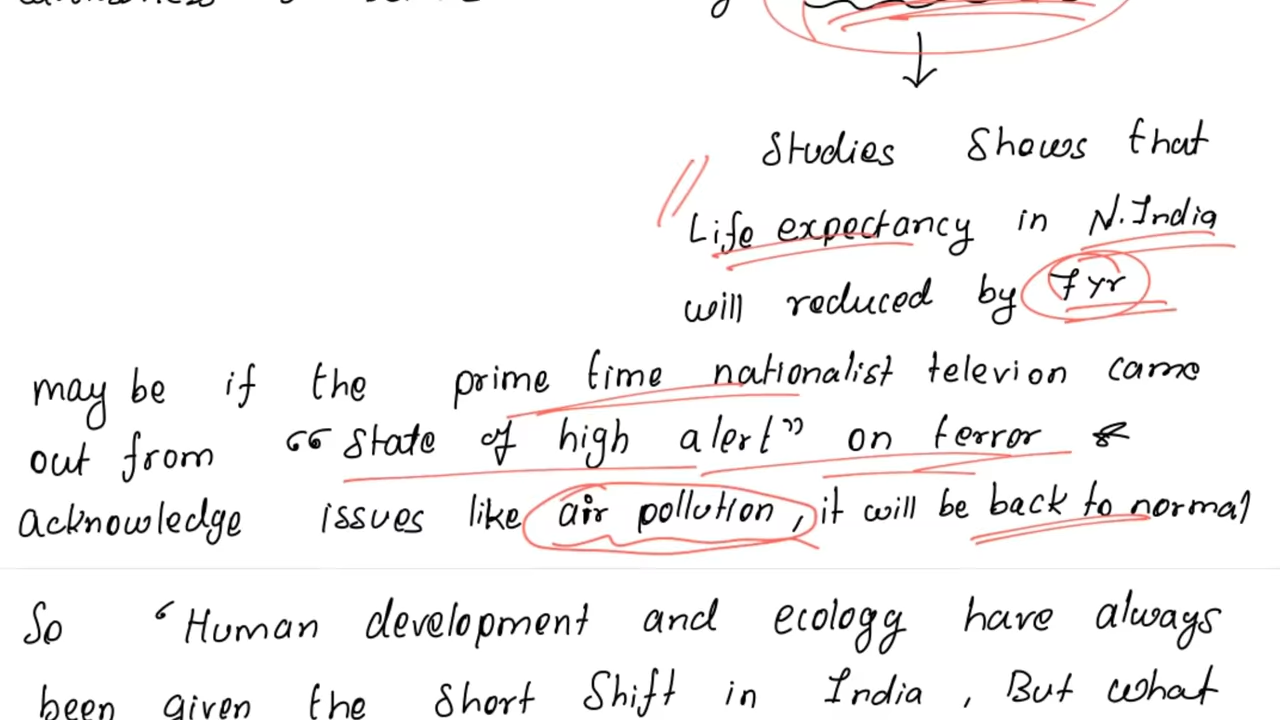 Studies Shows that
Life expectancy in N.India
will reduced by 7 yr
may be if the prime time nationalist televion came
out from “State of high alert” on terror &
acknowledge issues like air pollution, it will be back to normal
So ‘Human development and ecology have always
been given the Short Shift in India, But what